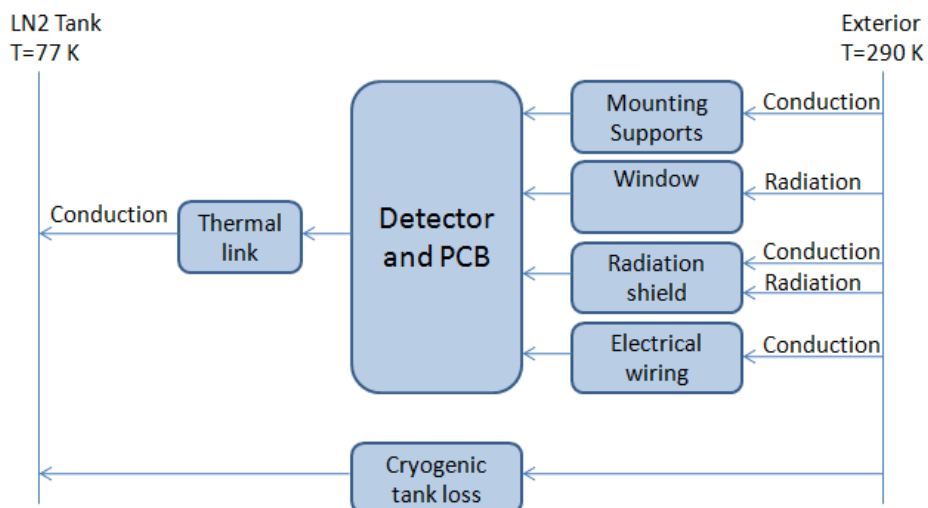 LN2 Tank
T=77 K
Exterior
T=290 K
Mounting
Supports
Conduction
Window
Radiation
Conduction
Thermal
link
Detector
and PCB
Radiation
shield
Conduction
Radiation
Electrical
wiring
Conduction
Cryogenic
tank loss